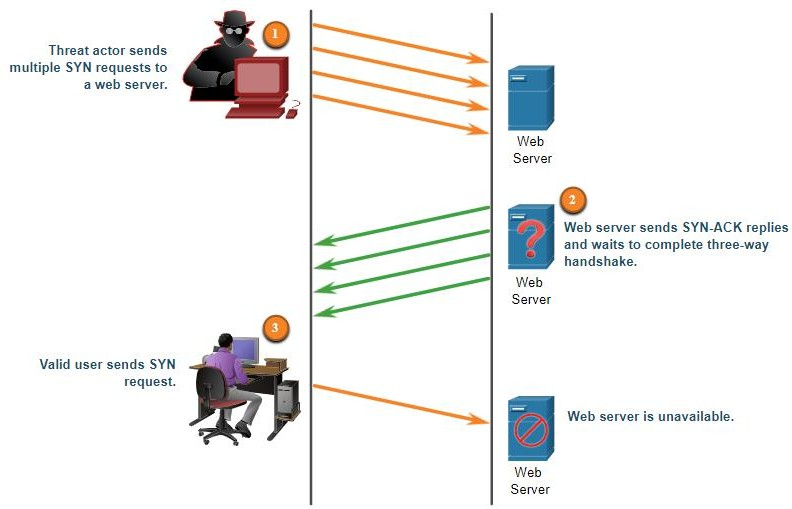 Threat actor sends
multiple SYN requests to
a web server.
1
Web
Server
2
Web server sends SYN-ACK replies
and waits to complete three-way
handshake.
?
Web
Server
3
Valid user sends SYN
request.
Web server is unavailable.
Web
Server